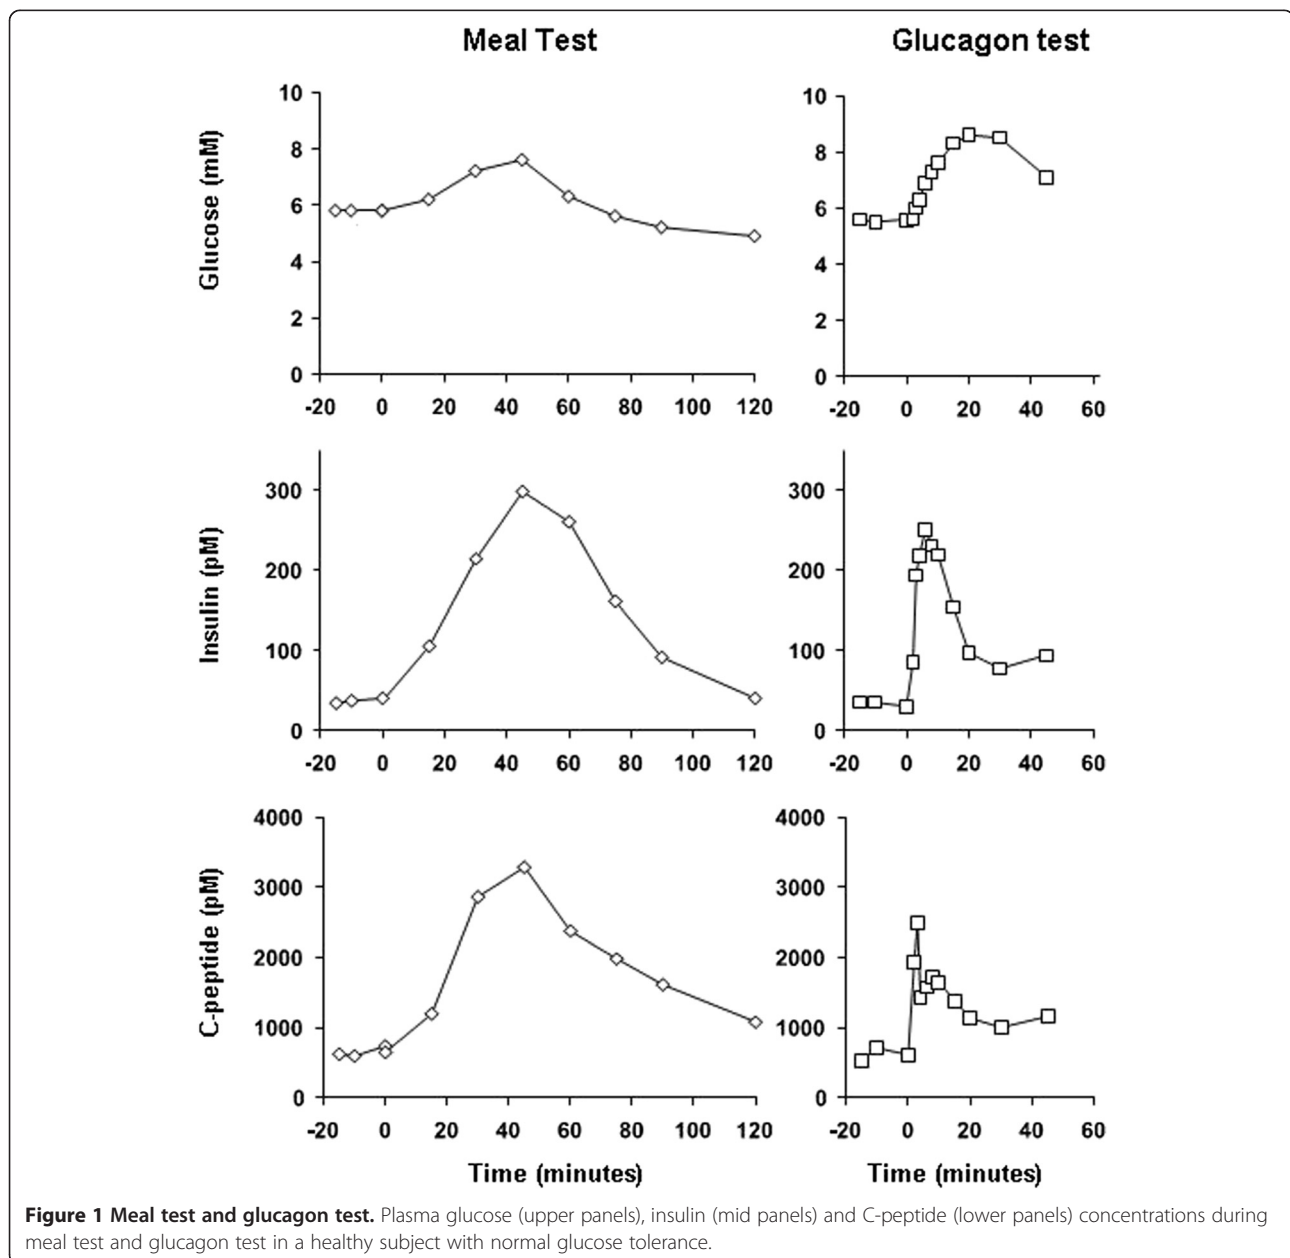 Meal Test
Glucagon test
Glucose (mM)
10
8
6
4
2
0
-20 0 20 40 60 80 100 120
10
8
6
4
2
0
-20 0 20 40 60
Insulin (pM)
300
200
100
0
-20 0 20 40 60 80 100 120
300
200
100
0
-20 0 20 40 60
C-peptide (pM)
4000
3000
2000
1000
0
-20 0 20 40 60 80 100 120
Time (minutes)
4000
3000
2000
1000
0
-20 0 20 40 60
Time (minutes)
Figure 1 Meal test and glucagon test. Plasma glucose (upper panels), insulin (mid panels) and C-peptide (lower panels) concentrations during
meal test and glucagon test in a healthy subject with normal glucose tolerance.